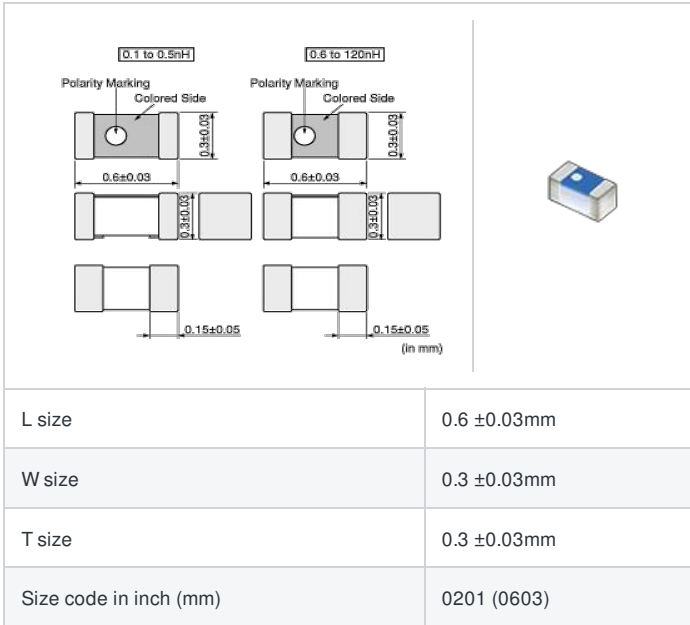 0.1 to 0.5nH
0.6 to 120nH
Polarity Marking
Colored Side
Polarity Marking
Colored Side
0.3±0.03
0.3±0.03
0.6±0.03
0.6±0.03
0.3±0.03
0.3±0.03
0.15±0.05
0.15±0.05
(in mm)
L size 0.6 ±0.03mm
W size 0.3 ±0.03mm
T size 0.3 ±0.03mm
Size code in inch (mm) 0201 (0603)